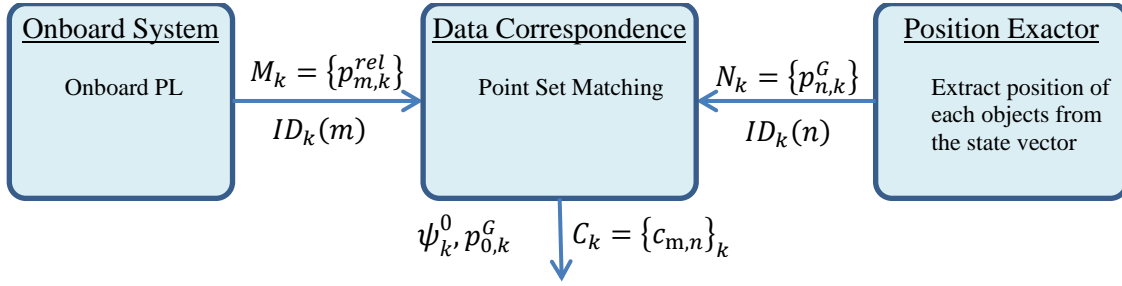 Onboard System
Onboard PL
M_k = {p_{m,k}^{rel}}
ID_k(m)
Data Correspondence
Point Set Matching
N_k = {p_{n,k}^G}
ID_k(n)
Position Exactor
Extract position of
each objects from
the state vector
ψ_k^0, p_{0,k}^G
C_k = {c_{m,n}}_k